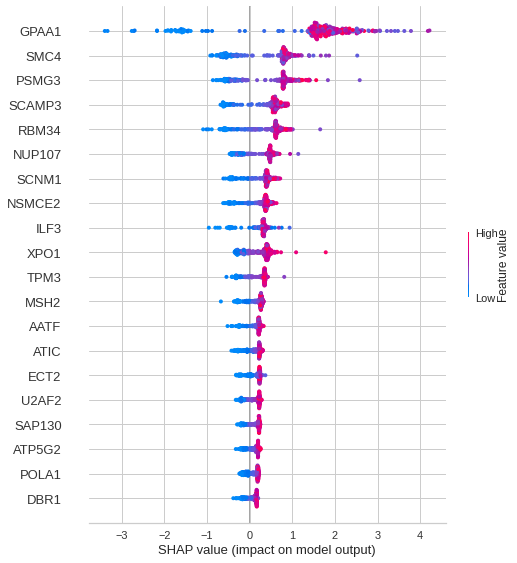 GPAA1
SMC4
PSMG3
SCAMP3
RBM34
NUP107
SCNM1
NSMCE2
ILF3
XPO1
TPM3
MSH2
AATF
ATIC
ECT2
U2AF2
SAP130
ATP5G2
POLA1
DBR1
−3 −2 −1 0 1 2 3 4
SHAP value (impact on model output)
High
Low
Feature value